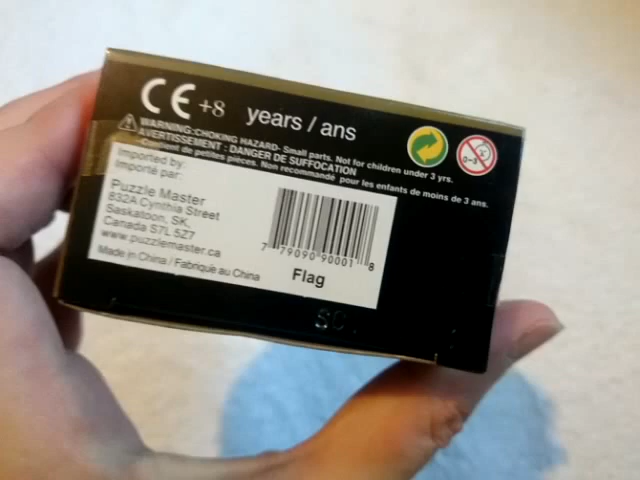 CE +8 years / ans
WARNING:CHOKING HAZARD- Small parts. Not for children under 3 yrs.
AVERTISSEMENT : DANGER DE SUFFOCATION
-Contient de petites pièces. Non recommandé pour les enfants de moins de 3 ans.
0-3
Imported by:
Importé par:
Puzzle Master
832A Cynthia Street
Saskatoon, SK,
Canada S7L 5Z7
www.puzzlemaster.ca
Made in China / Fabriqué au China
7 79090 90001 8
Flag